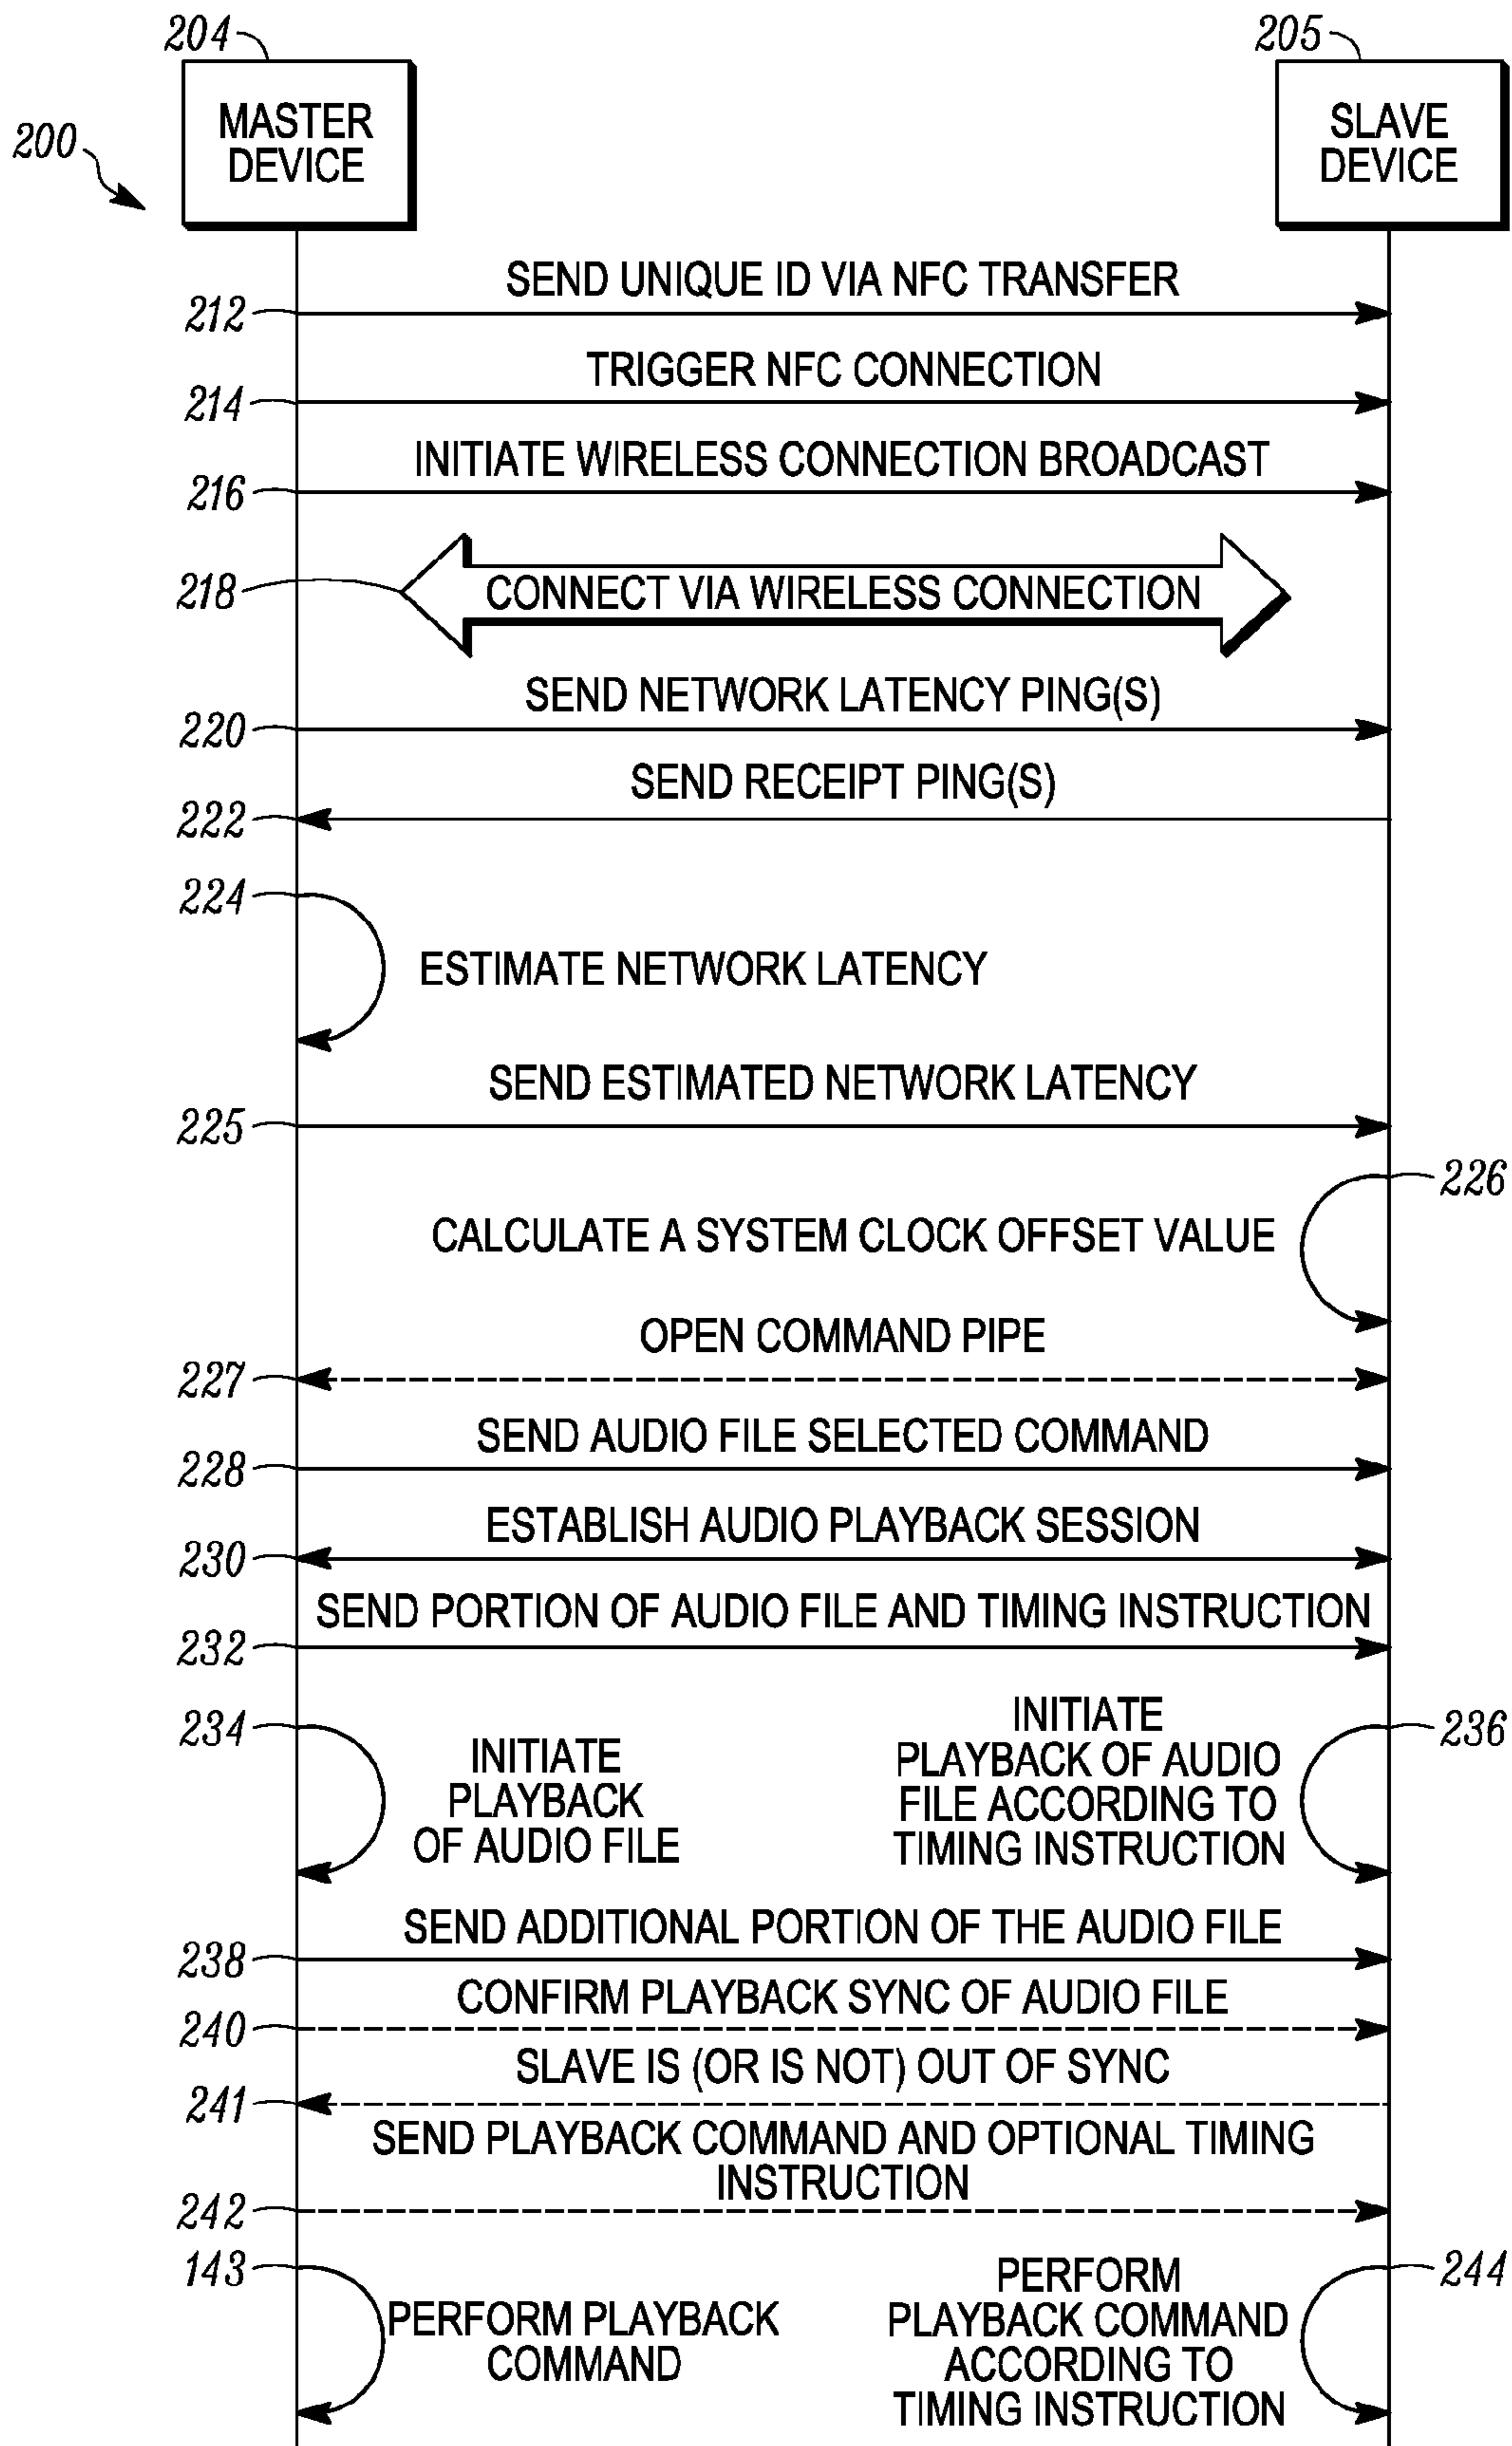 204
205
MASTER
DEVICE
SLAVE
DEVICE
200
SEND UNIQUE ID VIA NFC TRANSFER
212
TRIGGER NFC CONNECTION
214
INITIATE WIRELESS CONNECTION BROADCAST
216
218
CONNECT VIA WIRELESS CONNECTION
SEND NETWORK LATENCY PING(S)
220
SEND RECEIPT PING(S)
222
224
ESTIMATE NETWORK LATENCY
SEND ESTIMATED NETWORK LATENCY
225
226
CALCULATE A SYSTEM CLOCK OFFSET VALUE
OPEN COMMAND PIPE
227
SEND AUDIO FILE SELECTED COMMAND
228
ESTABLISH AUDIO PLAYBACK SESSION
230
SEND PORTION OF AUDIO FILE AND TIMING INSTRUCTION
232
234
INITIATE
PLAYBACK
OF AUDIO FILE
INITIATE
PLAYBACK OF AUDIO
FILE ACCORDING TO
TIMING INSTRUCTION
236
SEND ADDITIONAL PORTION OF THE AUDIO FILE
238
CONFIRM PLAYBACK SYNC OF AUDIO FILE
240
SLAVE IS (OR IS NOT) OUT OF SYNC
241
SEND PLAYBACK COMMAND AND OPTIONAL TIMING
INSTRUCTION
242
143
PERFORM PLAYBACK
COMMAND
PERFORM
PLAYBACK COMMAND
ACCORDING TO
TIMING INSTRUCTION
244